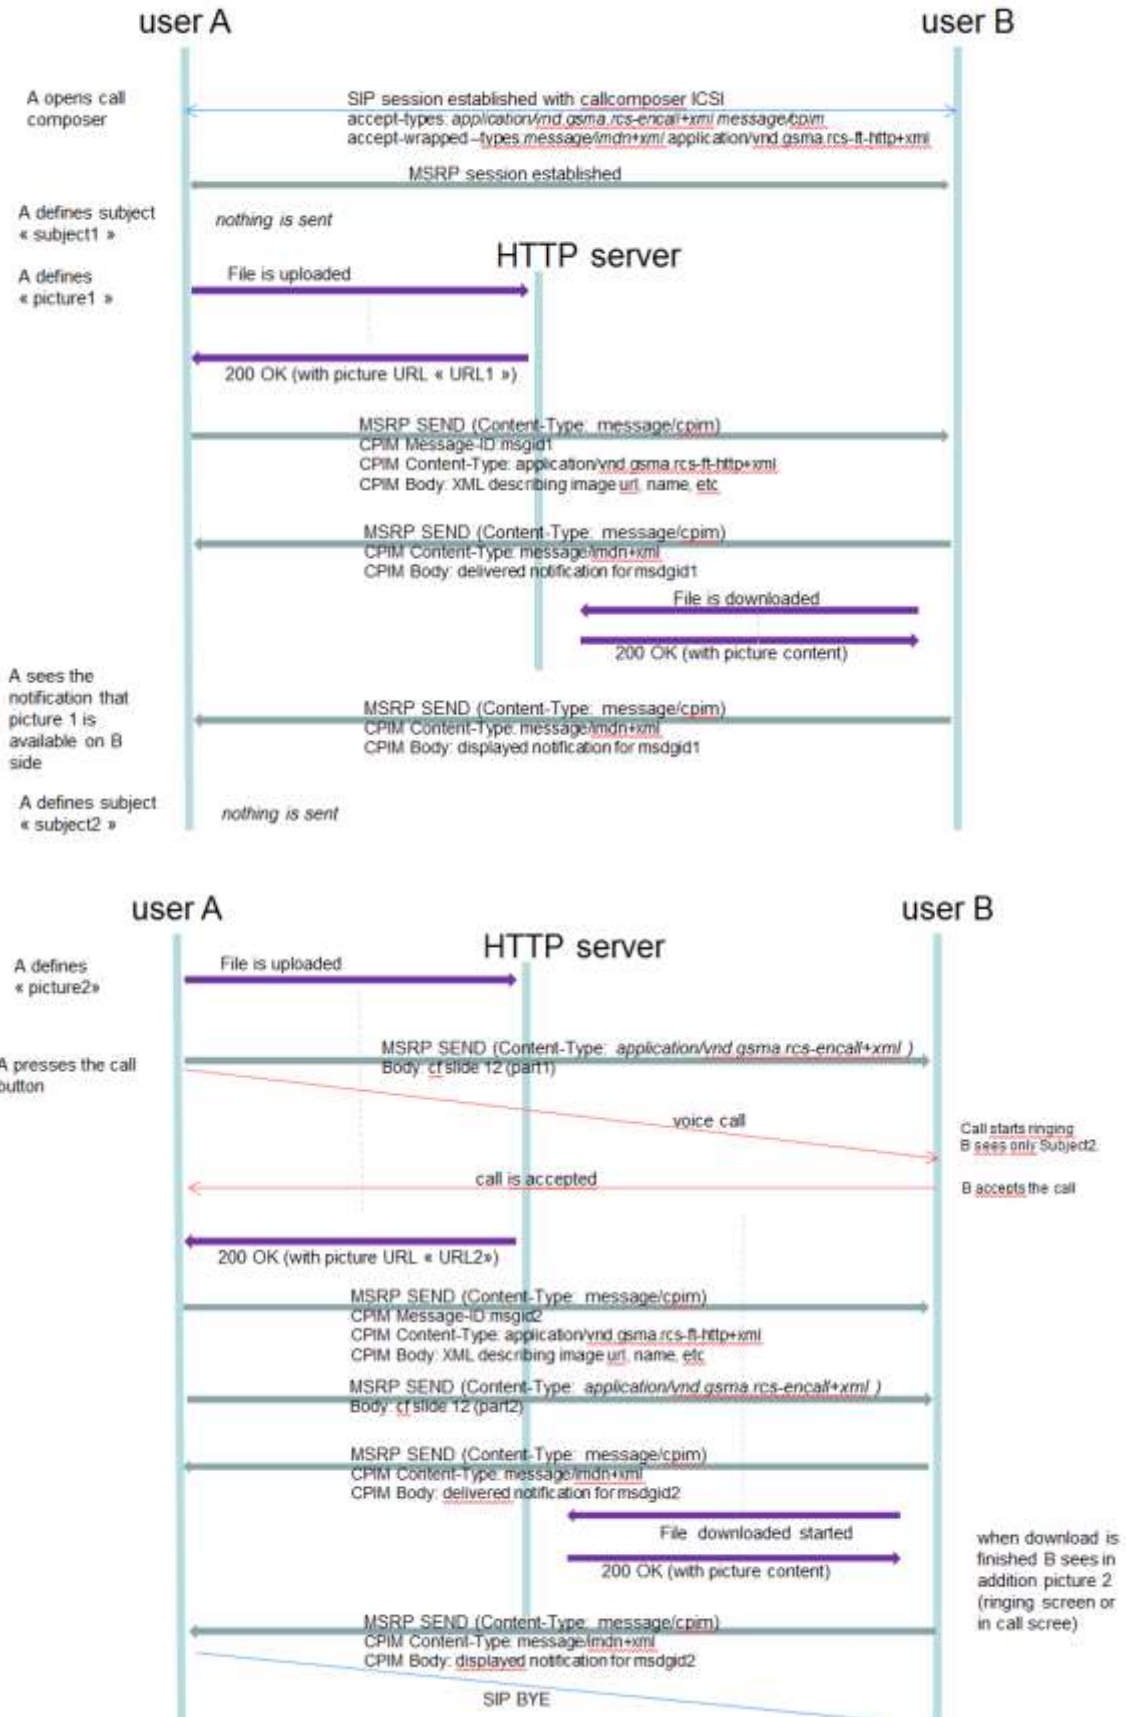 user A
user B
A opens call
composer
SIP session established with callcomposer ICSI
accept-types: application/vnd.gsma.rcs-encall+xml message/cpim
accept-wrapped–types:message/imdn+xml application/vnd.gsma.rcs-ft-http+xml
MSRP session established
A defines subject
« subject1 »
nothing is sent
HTTP server
A defines
« picture1 »
File is uploaded
200 OK (with picture URL « URL1 »)
MSRP SEND (Content-Type: message/cpim)
CPIM Message-ID:msgid1
CPIM Content-Type: application/vnd.gsma.rcs-ft-http+xml
CPIM Body: XML describing image url, name, etc
MSRP SEND (Content-Type: message/cpim)
CPIM Content-Type: message/imdn+xml
CPIM Body: delivered notification for msdgid1
File is downloaded
200 OK (with picture content)
A sees the
notification that
picture 1 is
available on B
side
MSRP SEND (Content-Type: message/cpim)
CPIM Content-Type: message/imdn+xml
CPIM Body: displayed notification for msdgid1
A defines subject
« subject2 »
nothing is sent
user A
user B
HTTP server
A defines
« picture2»
File is uploaded
A presses the call
button
MSRP SEND (Content-Type: application/vnd.gsma.rcs-encall+xml )
Body: cf slide 12 (part1)
voice call
Call starts ringing
B sees only Subject2.
call is accepted
B accepts the call
200 OK (with picture URL « URL2»)
MSRP SEND (Content-Type: message/cpim)
CPIM Message-ID:msgid2
CPIM Content-Type: application/vnd.gsma.rcs-ft-http+xml
CPIM Body: XML describing image url, name, etc
MSRP SEND (Content-Type: application/vnd.gsma.rcs-encall+xml )
Body: cf slide 12 (part2)
MSRP SEND (Content-Type: message/cpim)
CPIM Content-Type: message/imdn+xml
CPIM Body: delivered notification for msdgid2
File downloaded started
200 OK (with picture content)
when download is
finished B sees in
addition picture 2
(ringing screen or
in call scree)
MSRP SEND (Content-Type: message/cpim)
CPIM Content-Type: message/imdn+xml
CPIM Body: displayed notification for msdgid2
SIP BYE